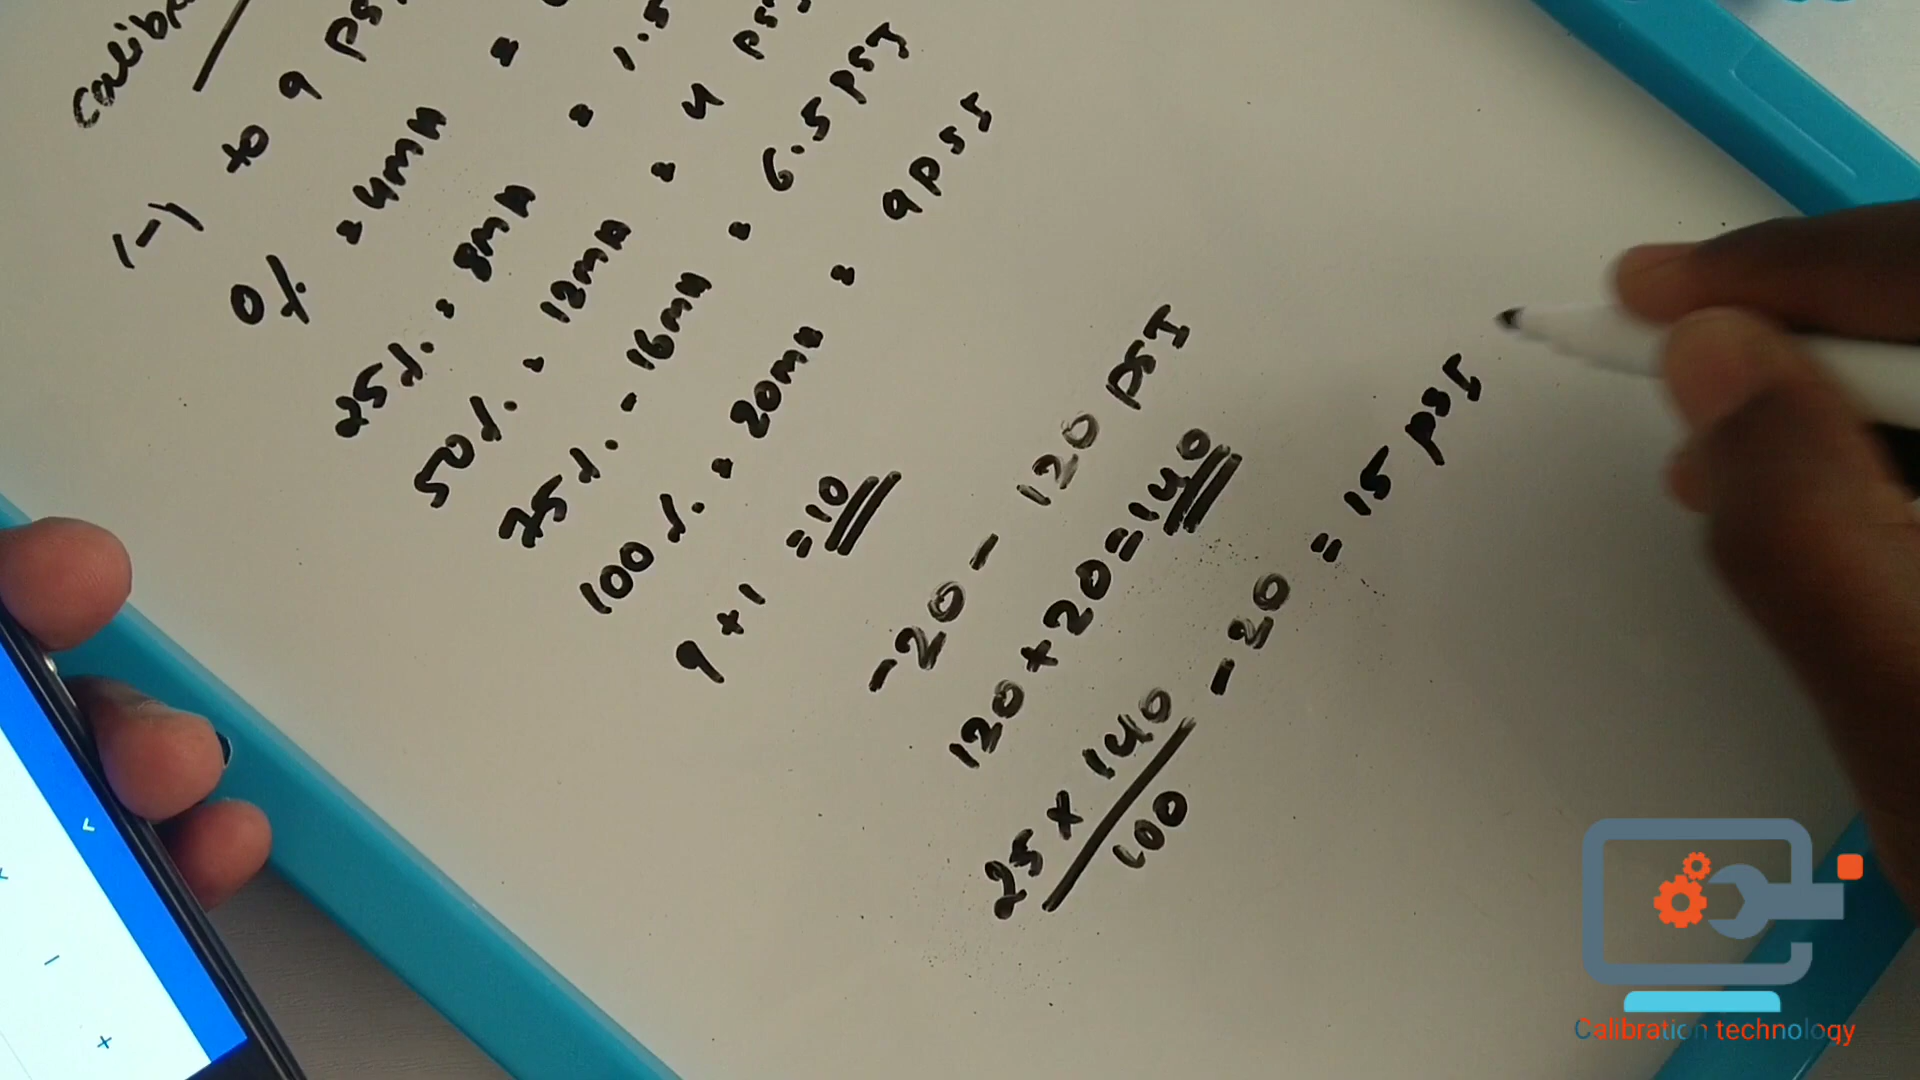 (-1) to 9 psI
0% = 4mA =
25% = 8mA = 1.5
50% = 12mA = 4 psI
75% = 16mA = 6.5 psI
100% = 20mA = 9 psI
9 + 1 = 10
-20 - 120 psI
120 + 20 = 140
25 × 140 - 20 = 15 psI
100
Calibration technology